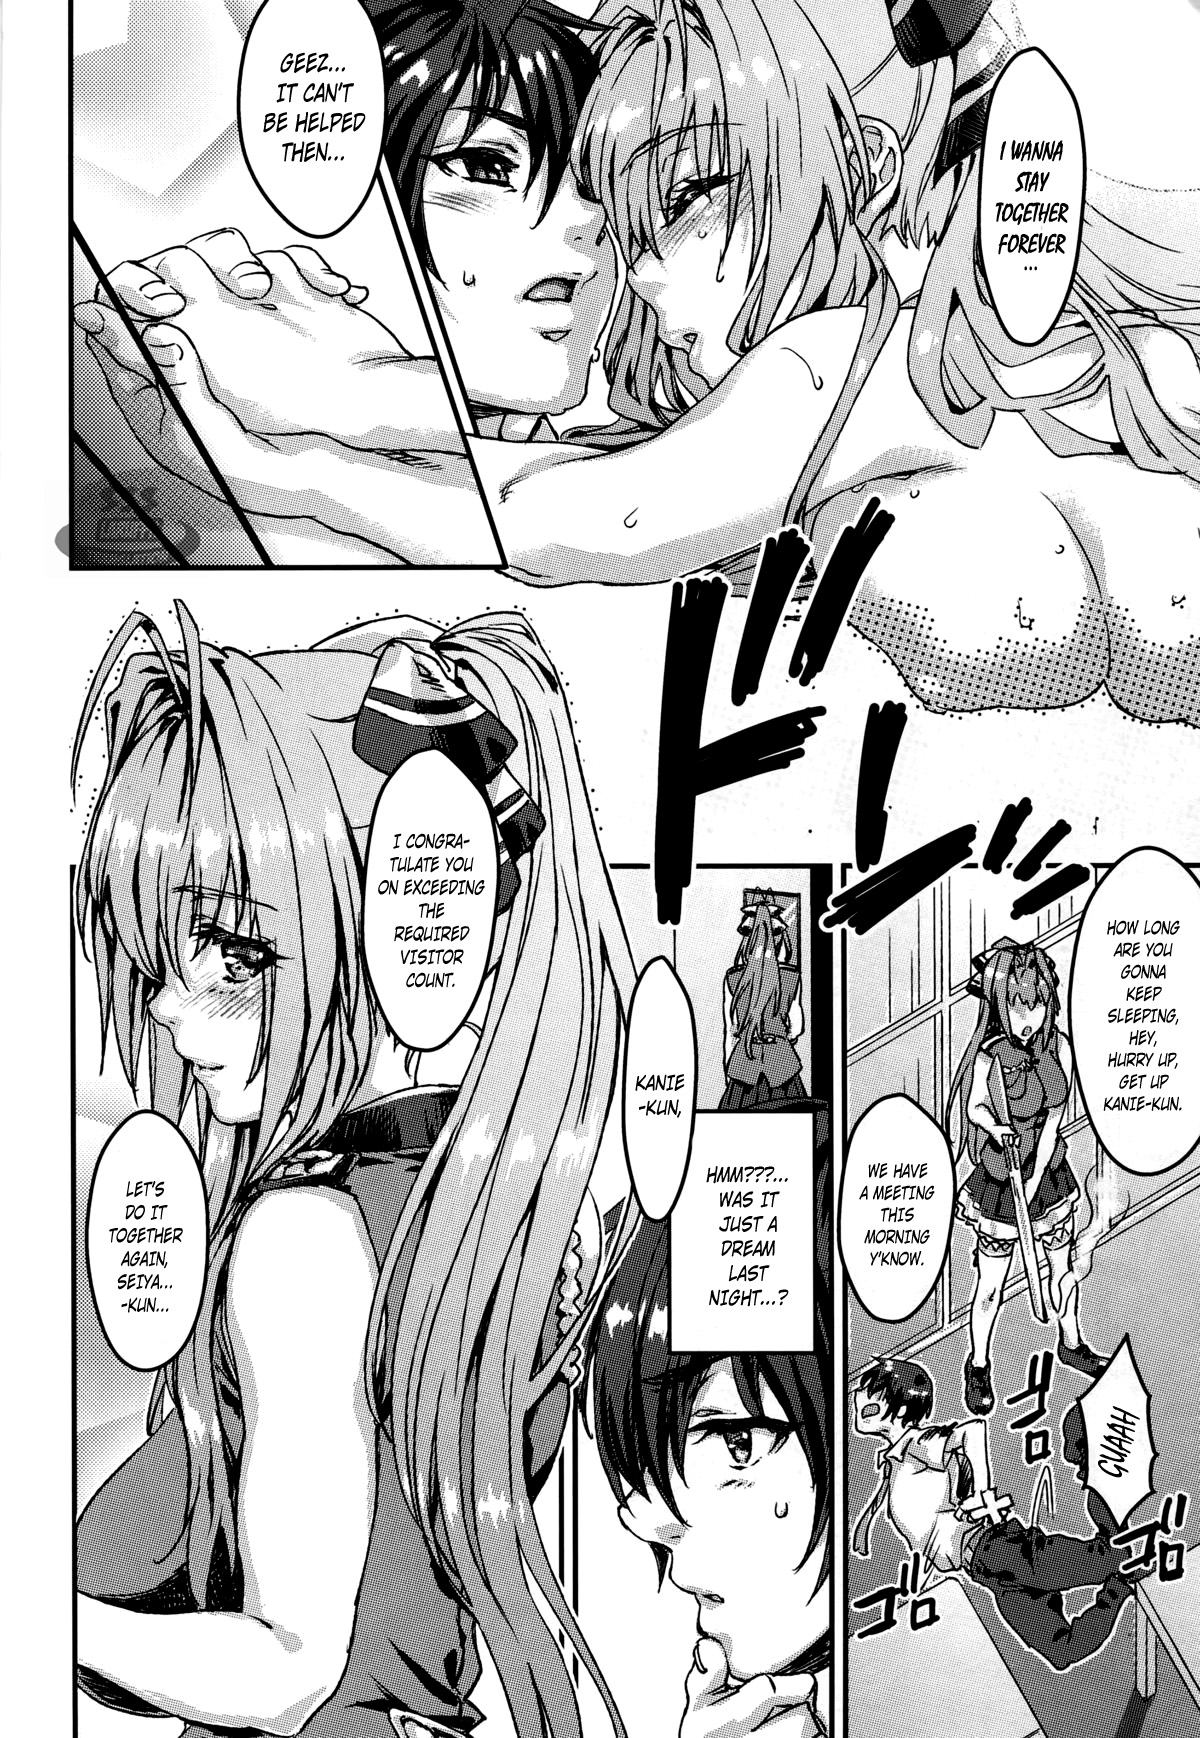 I WANNA
STAY
TOGETHER
FOREVER
...
GEEZ...
IT CAN'T
BE HELPED
THEN...
ドドド
HOW LONG
ARE YOU
GONNA
KEEP
SLEEPING,
HEY,
HURRY UP,
GET UP
KANIE-KUN.
WE HAVE
A MEETING
THIS
MORNING
Y'KNOW.
GUAAH
ゴロ
ゴロ
ゴロ
HMM???...
WAS IT
JUST A
DREAM
LAST
NIGHT...?
KANIE
-KUN,
I CONGRA-
TULATE YOU
ON EXCEEDING
THE
REQUIRED
VISITOR
COUNT.
LET'S
DO IT
TOGETHER
AGAIN,
SEIYA...
-KUN...